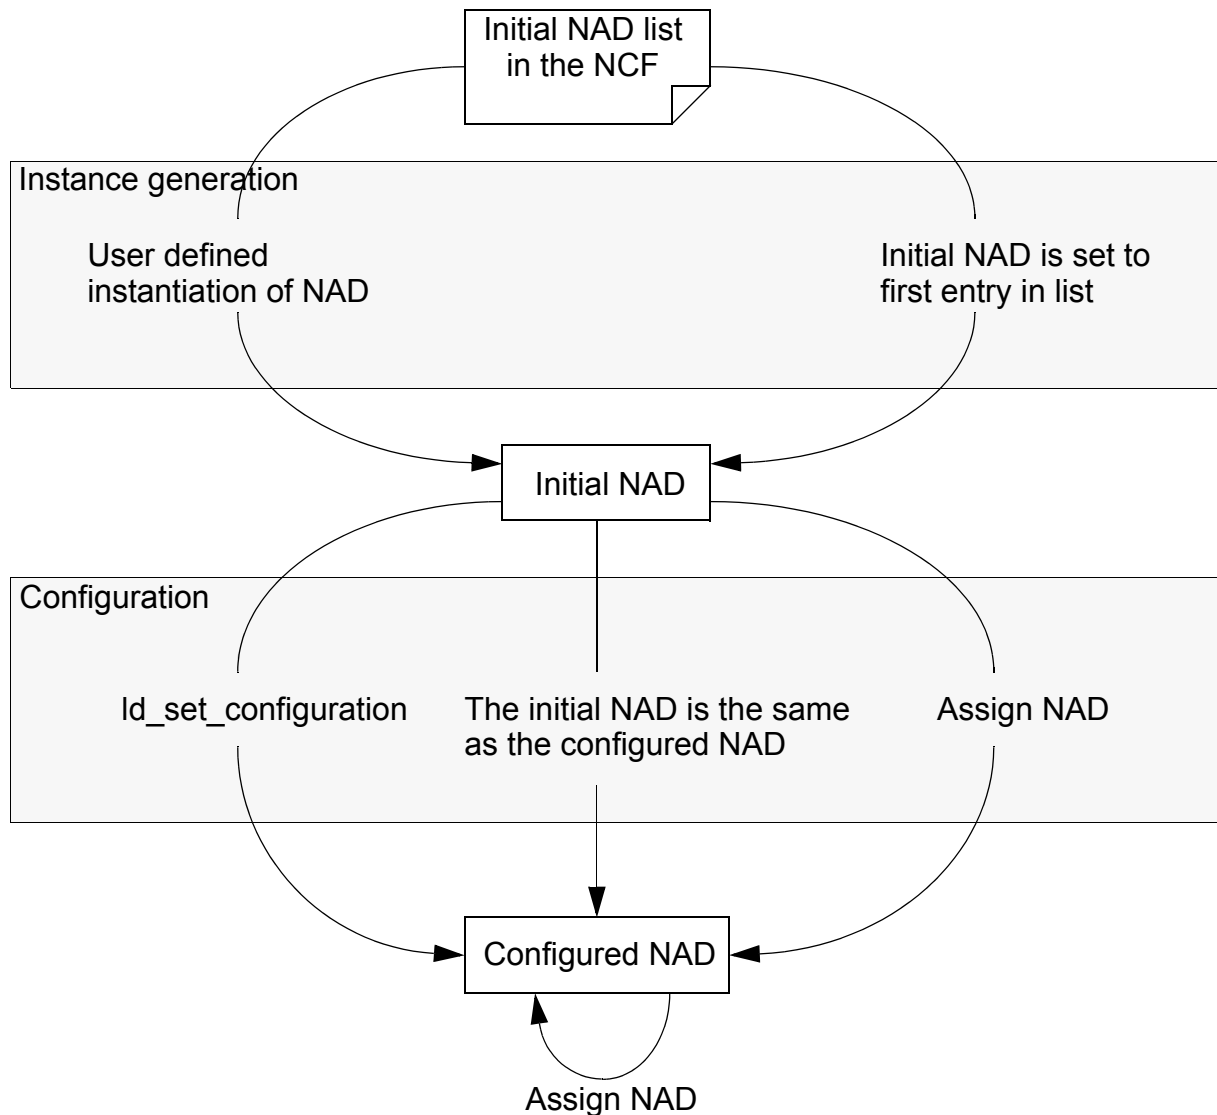 Initial NAD list
in the NCF
Instance generation
User defined
instantiation of NAD
Initial NAD is set to
first entry in list
Initial NAD
Configuration
ld_set_configuration
The initial NAD is the same
as the configured NAD
Assign NAD
Configured NAD
Assign NAD